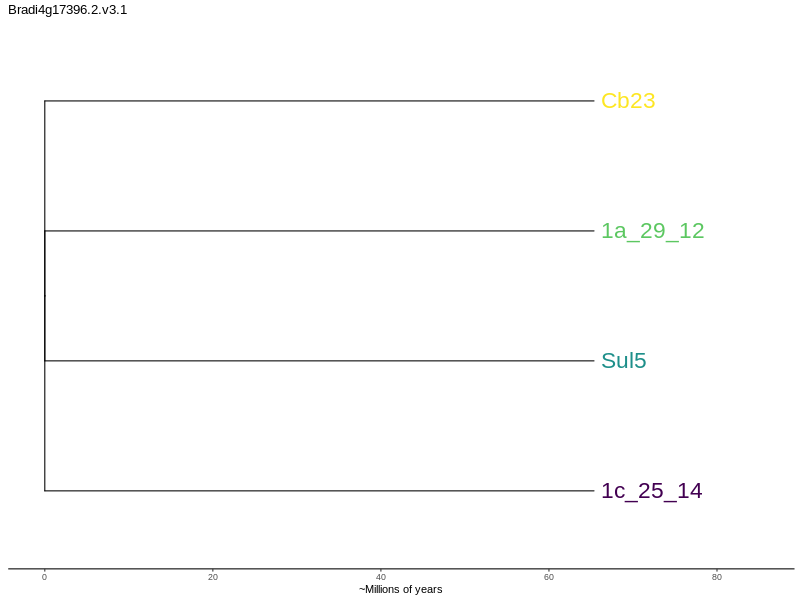 Bradi4g17396.2.v3.1
Cb23
1a_29_12
Sul5
1c_25_14
0 20 40 60 80
~Millions of years